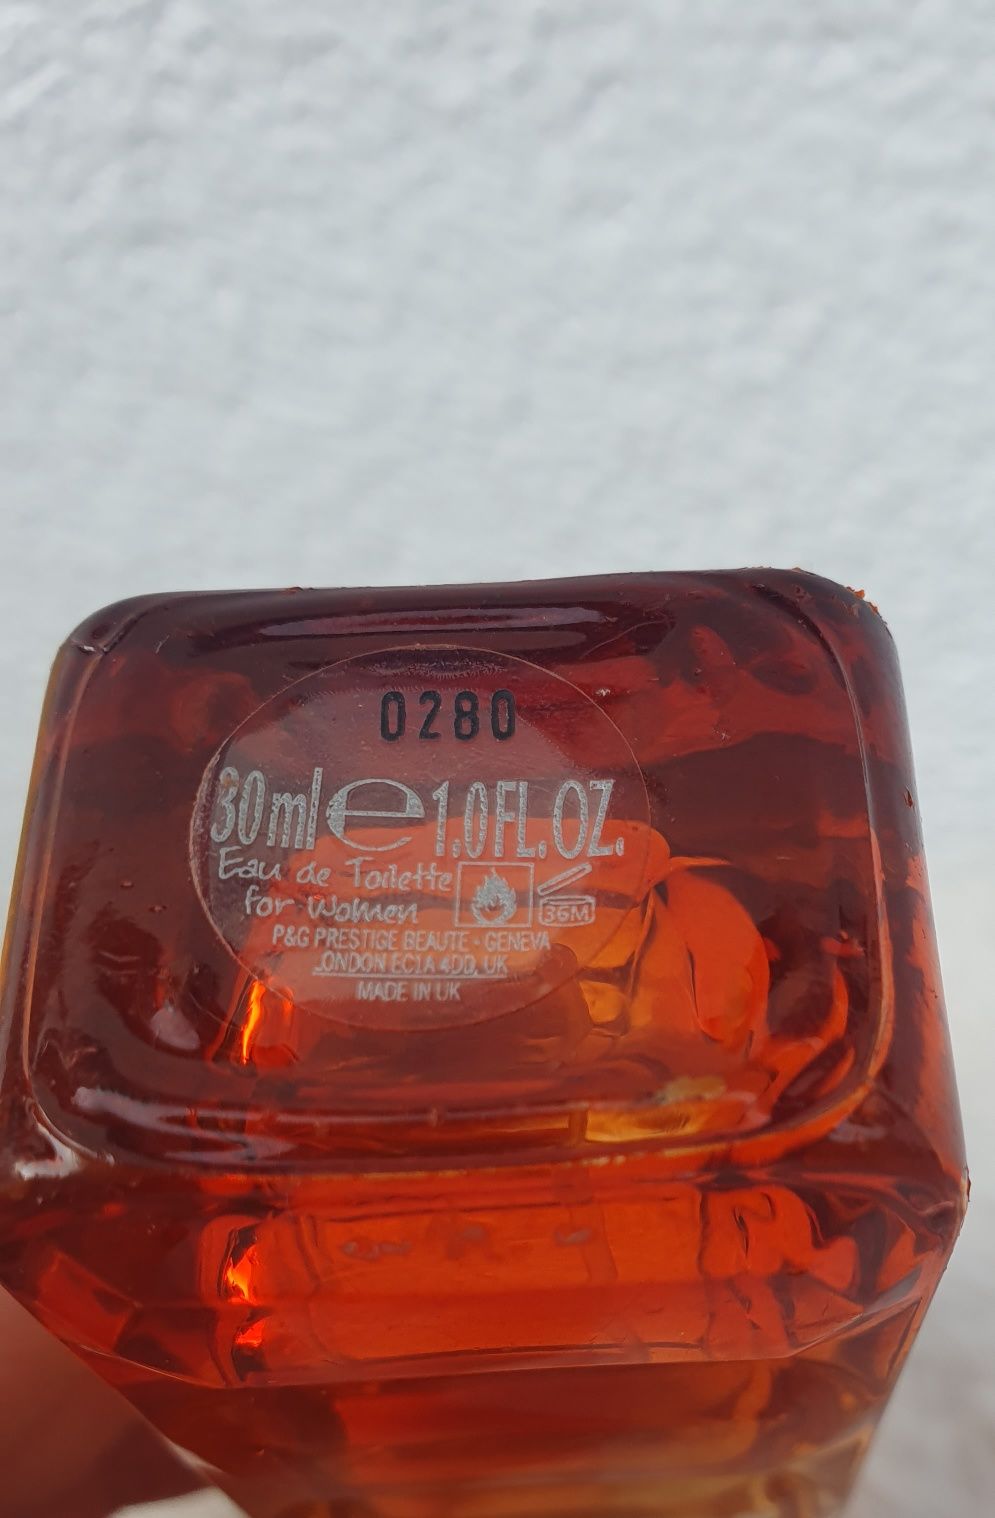 0280
30ml e 1.0FL.OZ.
Eau de Toilette
for Women 36M
P&G PRESTIGE BEAUTE - GENEVA
LONDON EC1A 4DD, UK
MADE IN UK